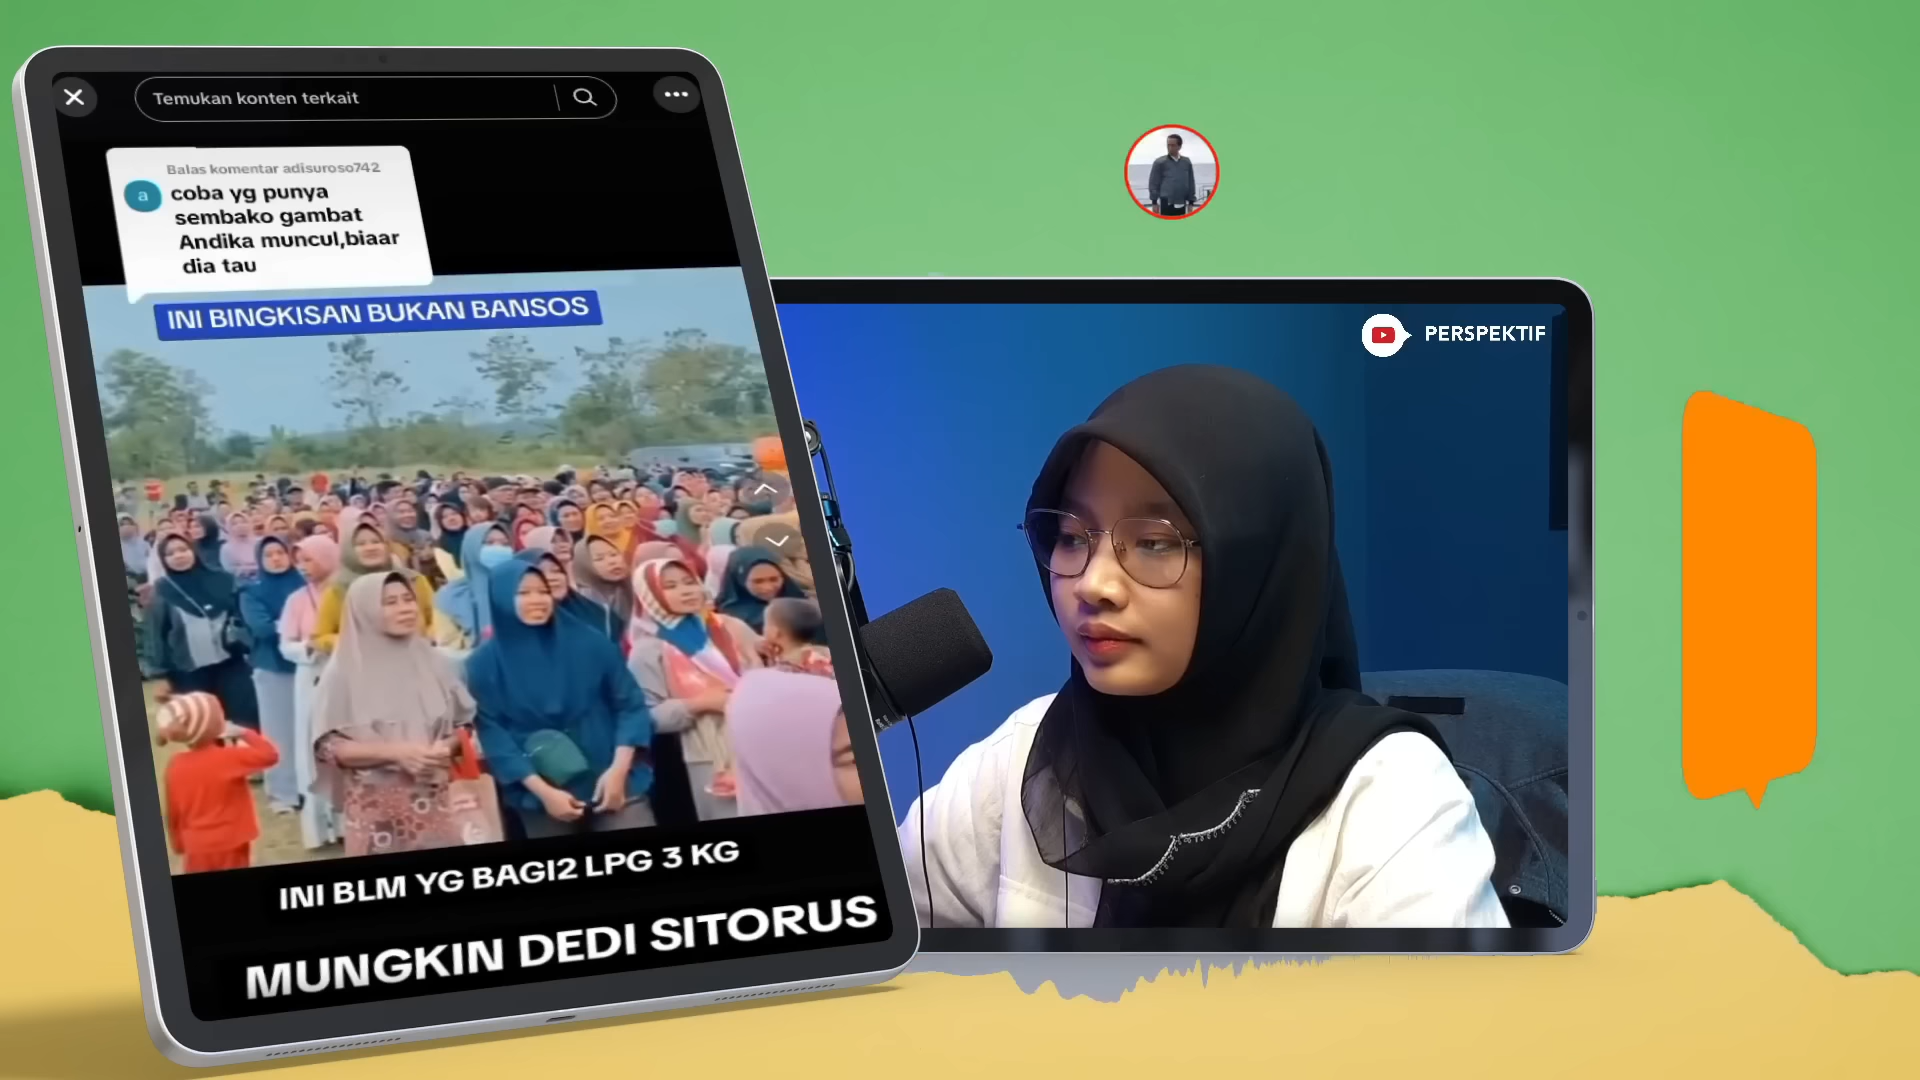 Temukan konten terkait
Balas komentar adisuroso742
a
coba yg punya
sembako gambat
Andika muncul,biaar
dia tau
INI BINGKISAN BUKAN BANSOS
INI BLM YG BAGI2 LPG 3 KG
MUNGKIN DEDI SITORUS
PERSPEKTIF